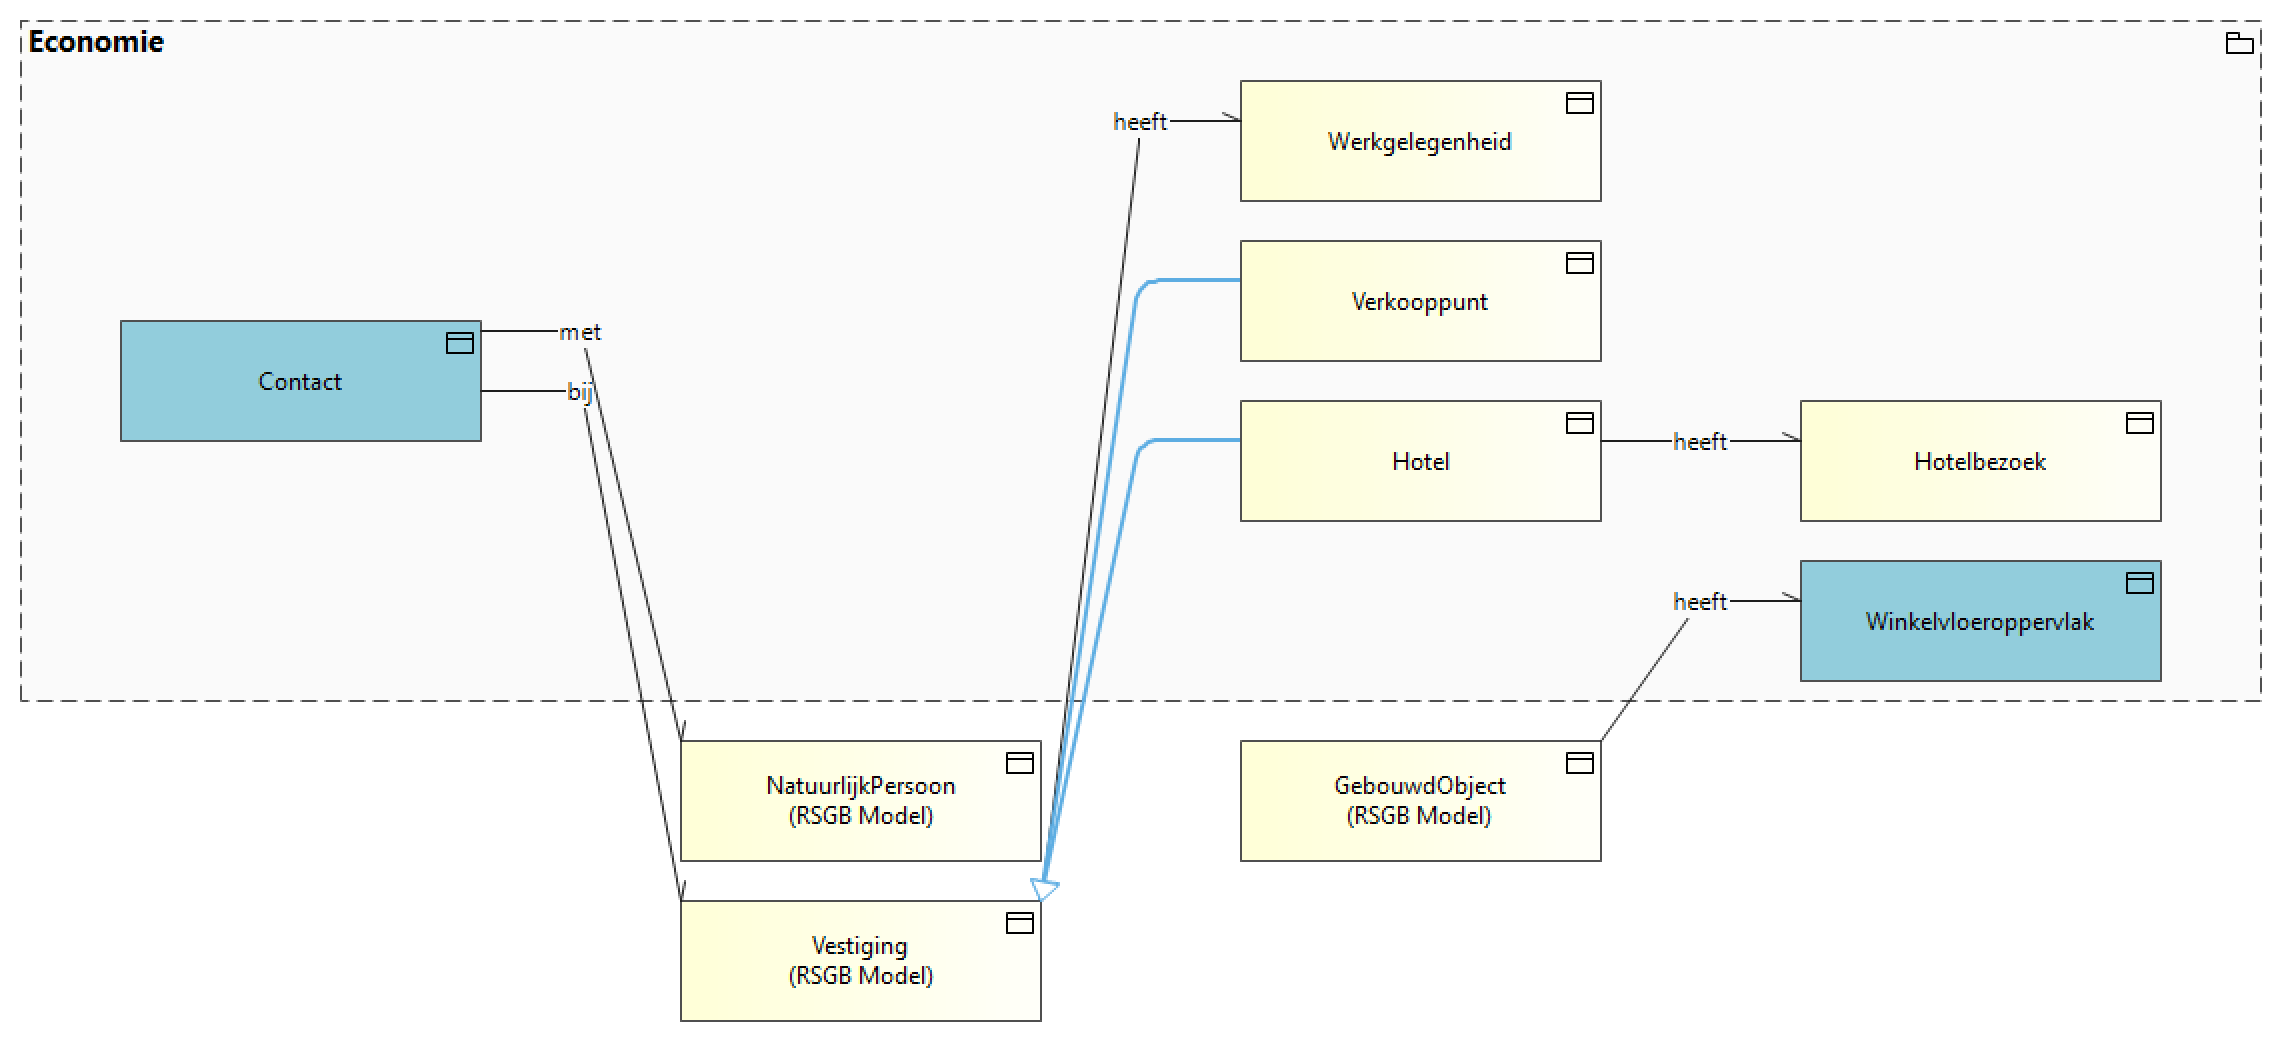 Economie
heeft
Werkgelegenheid
Verkooppunt
met
bij
Contact
Hotel
heeft
Hotelbezoek
heeft
Winkelvloeroppervlak
NatuurlijkPersoon
(RSGB Model)
GebouwdObject
(RSGB Model)
Vestiging
(RSGB Model)